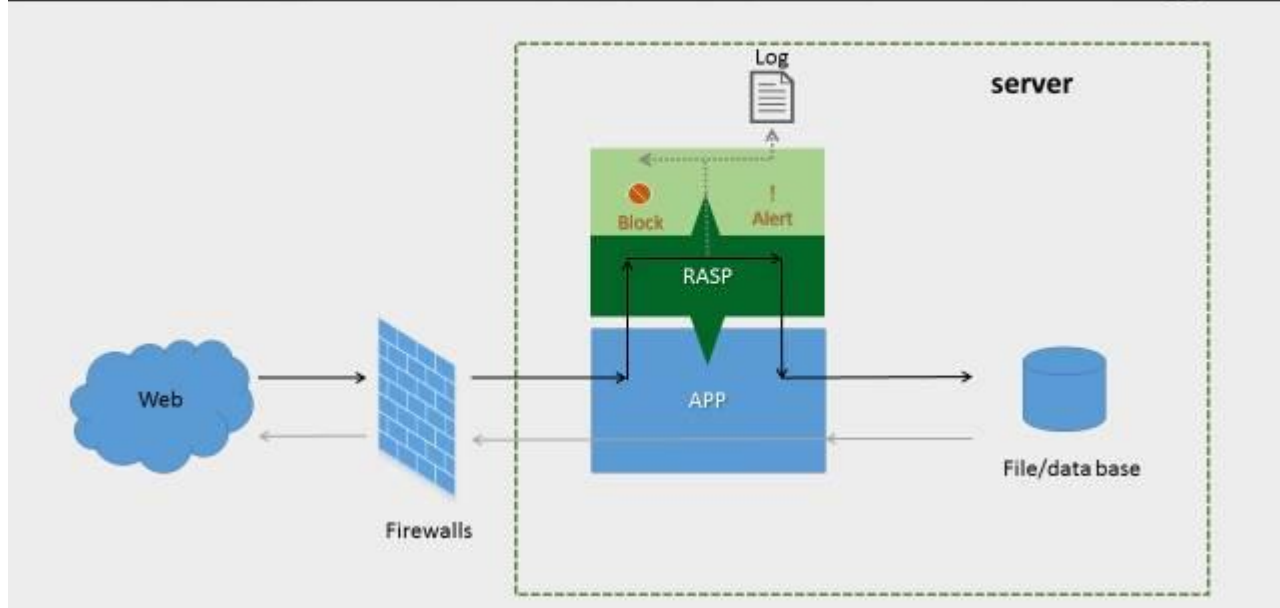 Log
server
Block
! Alert
RASP
Web
APP
File/data base
Firewalls